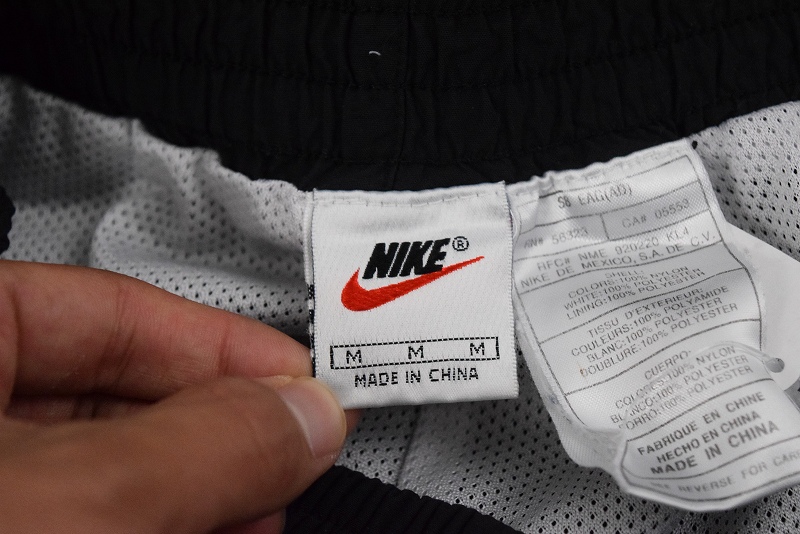 NIKE®
M M M
MADE IN CHINA
S8 EAG(AD)
RN# 56323 CA# 05553
RFC# NME 920220 KL4
NIKE DE MEXICO, S.A. DE C.V.
SHELL:
COLORS:100% NYLON
WHITE:100% POLYESTER
LINING:100% POLYESTER
TISSU D'EXTERIEUR:
COULEURS:100% POLYAMIDE
BLANC:100% POLYESTER
DOUBLURE:100% POLYESTER
CUERPO:
COLORES:100% NYLON
BLANCO:100% POLYESTER
FORRO:100% POLYESTER
FABRIQUE EN CHINE
HECHO EN CHINA
MADE IN CHINA
REVERSE FOR CARE